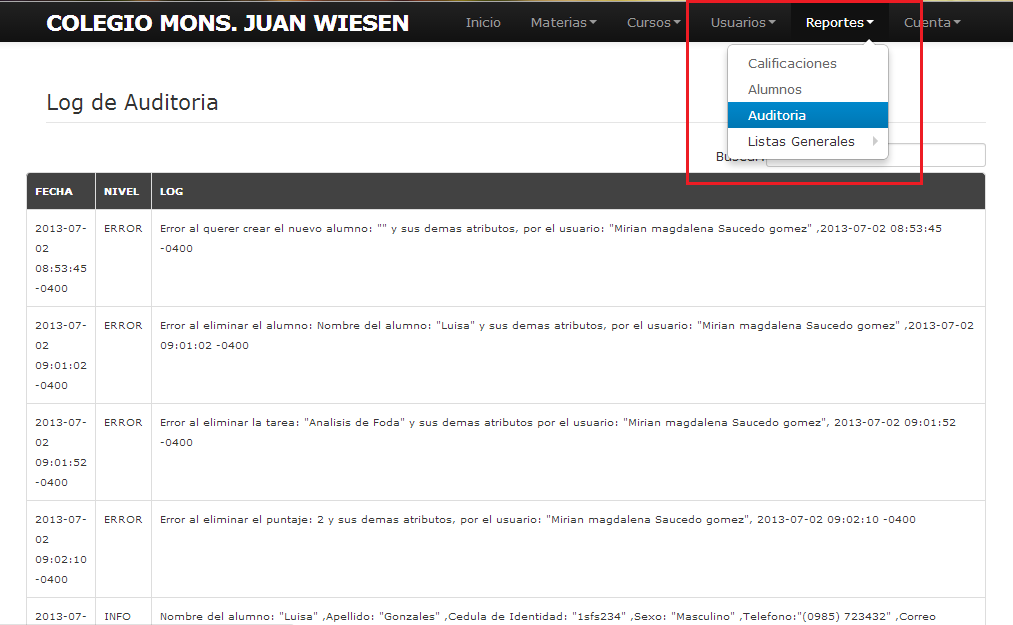 COLEGIO MONS. JUAN WIESEN Inicio Materias Cursos Usuarios Reportes Cuenta
Calificaciones
Alumnos
Auditoria
Listas Generales
Log de Auditoria
Buscar:
FECHA NIVEL LOG
2013-07-02 08:53:45 -0400 ERROR Error al querer crear el nuevo alumno: "" y sus demas atributos, por el usuario: "Mirian magdalena Saucedo gomez" ,2013-07-02 08:53:45
-0400
2013-07-02 09:01:02 -0400 ERROR Error al eliminar el alumno: Nombre del alumno: "Luisa" y sus demas atributos, por el usuario: "Mirian magdalena Saucedo gomez" ,2013-07-02
09:01:02 -0400
2013-07-02 09:01:52 -0400 ERROR Error al eliminar la tarea: "Analisis de Foda" y sus demas atributos por el usuario: "Mirian magdalena Saucedo gomez", 2013-07-02 09:01:52
-0400
2013-07-02 09:02:10 -0400 ERROR Error al eliminar el puntaje: 2 y sus demas atributos, por el usuario: "Mirian magdalena Saucedo gomez", 2013-07-02 09:02:10 -0400
2013-07- INFO Nombre del alumno: "Luisa" ,Apellido: "Gonzales" ,Cedula de Identidad: "1sfs234" ,Sexo: "Masculino" ,Telefono:"(0985) 723432" ,Correo